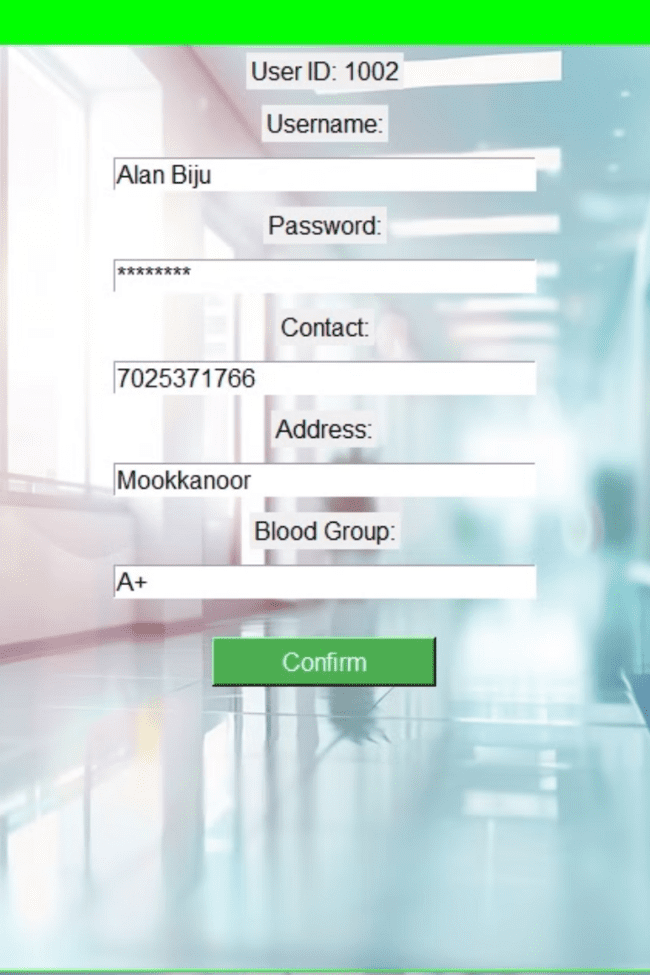 User ID: 1002
Username:
Alan Biju
Password:
********
Contact:
7025371766
Address:
Mookkanoor
Blood Group:
A+
Confirm